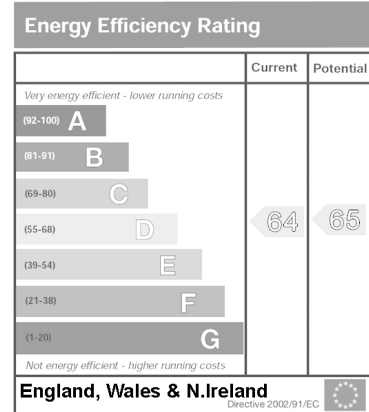 Energy Efficiency Rating
Current Potential
Very energy efficient - lower running costs
(92-100) A
(81-91) B
(69-80) C
(55-68) D 64 65
(39-54) E
(21-38) F
(1-20) G
Not energy efficient - higher running costs
England, Wales & N.Ireland
Directive 2002/91/EC